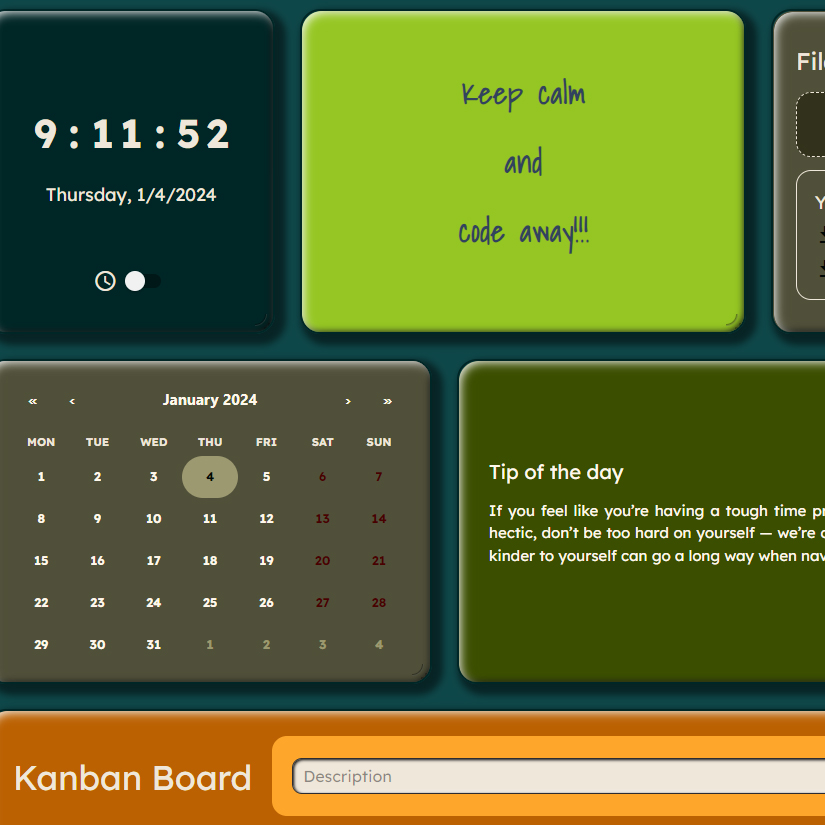 9:11:52
Thursday, 1/4/2024
Keep calm
and
code away!!!
« ‹ January 2024 › »
MON TUE WED THU FRI SAT SUN
1 2 3 4 5 6 7
8 9 10 11 12 13 14
15 16 17 18 19 20 21
22 23 24 25 26 27 28
29 30 31 1 2 3 4
Tip of the day
If you feel like you’re having a tough time
hectic, don’t be too hard on yourself — we’re
kinder to yourself can go a long way when
Kanban Board
Description